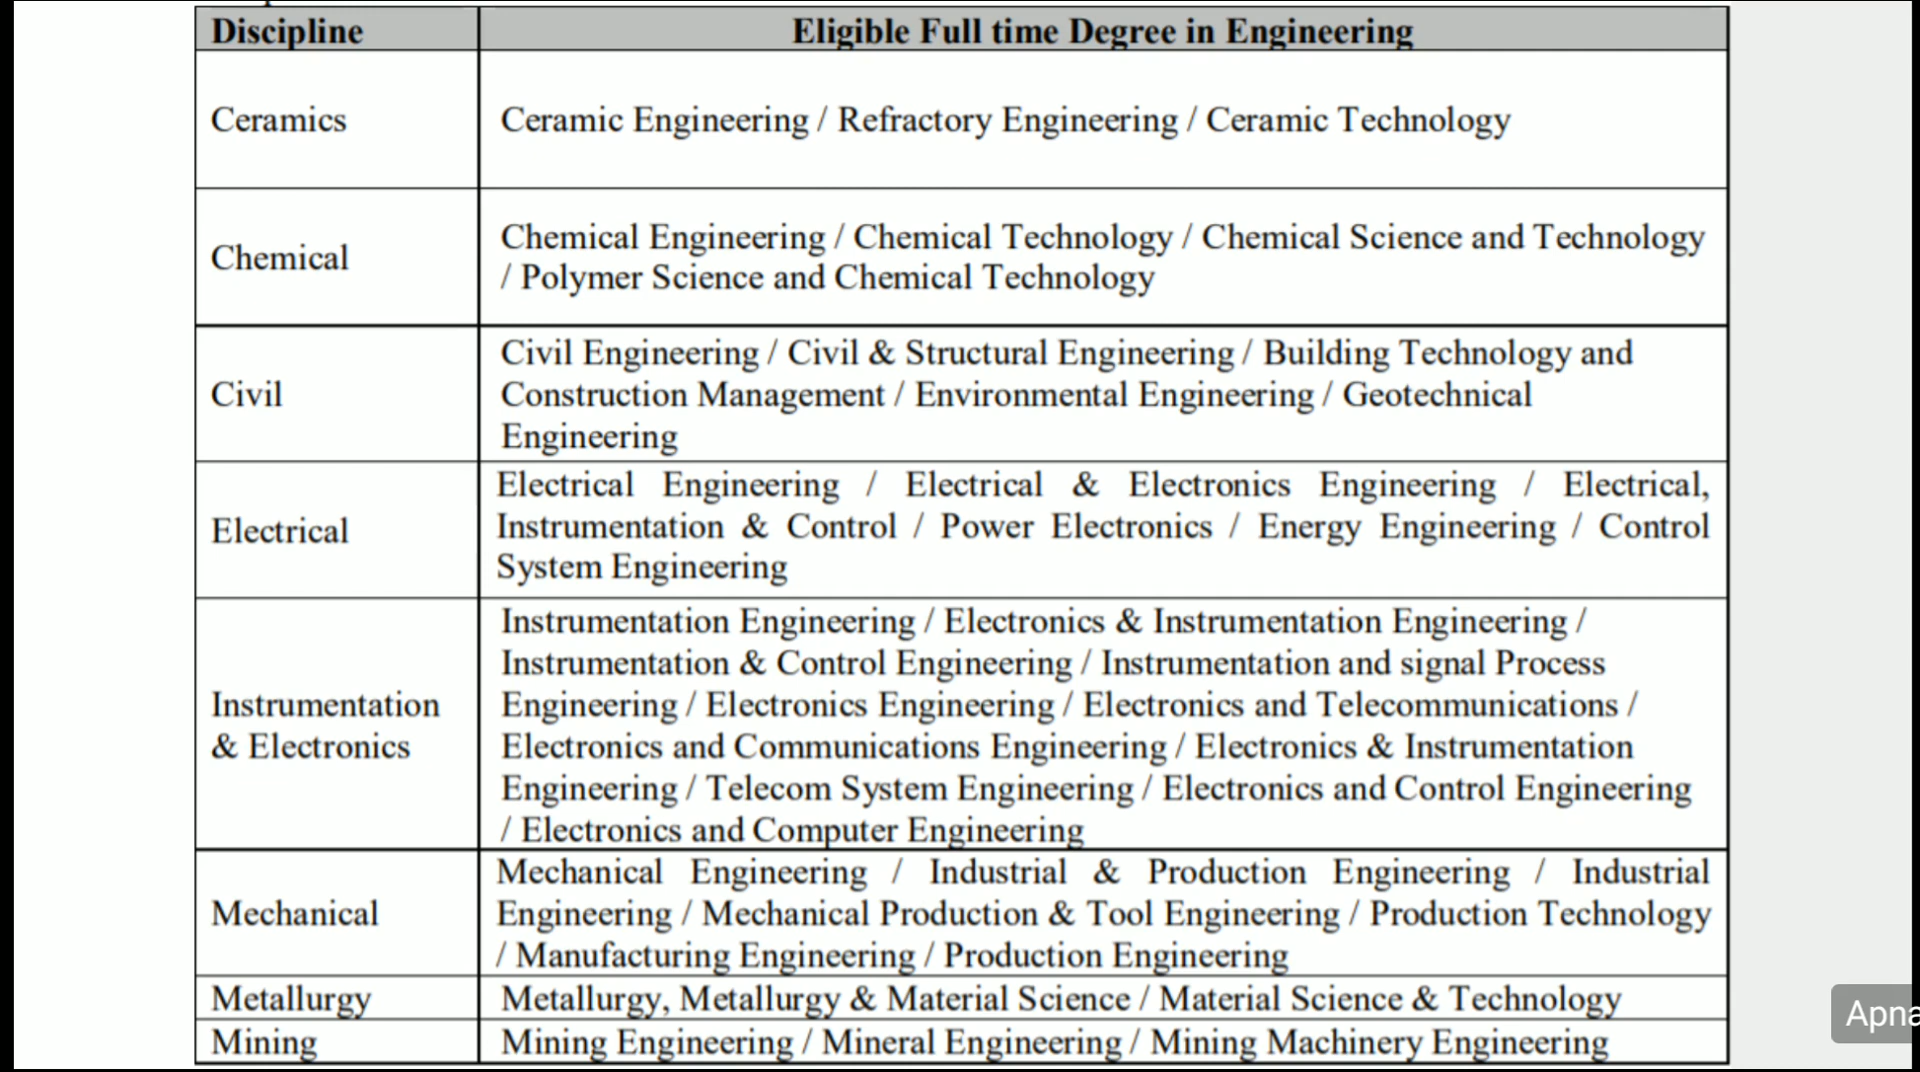 Discipline
Eligible Full time Degree in Engineering
Ceramics
Ceramic Engineering / Refractory Engineering / Ceramic Technology
Chemical
Chemical Engineering / Chemical Technology / Chemical Science and Technology
/ Polymer Science and Chemical Technology
Civil
Civil Engineering / Civil & Structural Engineering / Building Technology and
Construction Management / Environmental Engineering / Geotechnical
Engineering
Electrical
Electrical Engineering / Electrical & Electronics Engineering / Electrical,
Instrumentation & Control / Power Electronics / Energy Engineering / Control
System Engineering
Instrumentation
& Electronics
Instrumentation Engineering / Electronics & Instrumentation Engineering /
Instrumentation & Control Engineering / Instrumentation and signal Process
Engineering / Electronics Engineering / Electronics and Telecommunications /
Electronics and Communications Engineering / Electronics & Instrumentation
Engineering / Telecom System Engineering / Electronics and Control Engineering
/ Electronics and Computer Engineering
Mechanical
Mechanical Engineering / Industrial & Production Engineering / Industrial
Engineering / Mechanical Production & Tool Engineering / Production Technology
/ Manufacturing Engineering / Production Engineering
Metallurgy
Metallurgy, Metallurgy & Material Science / Material Science & Technology
Mining
Mining Engineering / Mineral Engineering / Mining Machinery Engineering
Apna